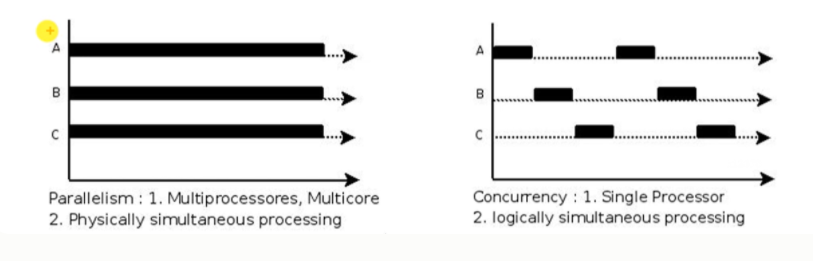 A
B
C
Parallelism : 1. Multiprocessores, Multicore
2. Physically simultaneous processing
A
B
C
Concurrency : 1. Single Processor
2. logically simultaneous processing